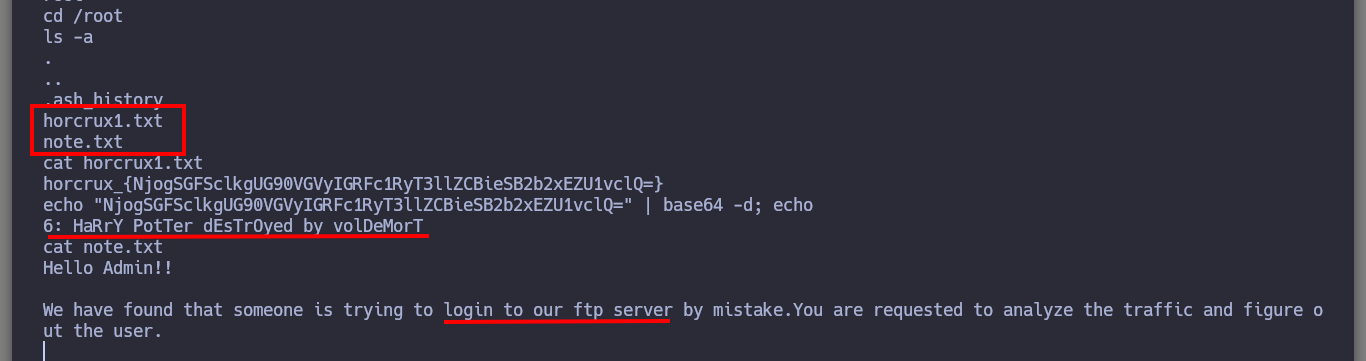 cd /root
ls -a
.
..
.ash_history
horcrux1.txt
note.txt
cat horcrux1.txt
horcrux_{NjogSGFSclkgUG90VGVyIGRFc1RyT3llZCBieSB2b2xEZU1vclQ=}
echo "NjogSGFSclkgUG90VGVyIGRFc1RyT3llZCBieSB2b2xEZU1vclQ=" | base64 -d; echo
6: HaRrY PotTer dEsTrOyed by volDeMorT
cat note.txt
Hello Admin!!
We have found that someone is trying to login to our ftp server by mistake.You are requested to analyze the traffic and figure o
ut the user.